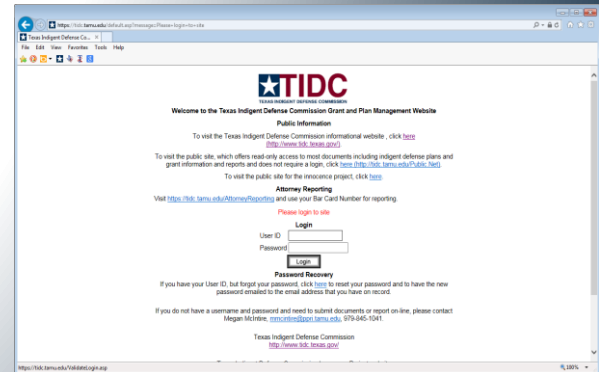 https://tidc.tamu.edu/default.asp?message=Please+login+to+site
Texas Indigent Defense Co...
File Edit View Favorites Tools Help
TIDC
TEXAS INDIGENT DEFENSE COMMISSION
Welcome to the Texas Indigent Defense Commission Grant and Plan Management Website
Public Information
To visit the Texas Indigent Defense Commission informational website , click here
(http://www.tidc.texas.gov/)
To visit the public site, which offers read-only access to most documents including indigent defense plans and
grant information and reports and does not require a login, click here (http://tidc.tamu.edu/Public.Net)
To visit the public site for the innocence project, click here.
Attorney Reporting
Visit https://tidc.tamu.edu/AttorneyReporting and use your Bar Card Number for reporting.
Please login to site
Login
User ID
Password
Login
Password Recovery
If you have your User ID, but forgot your password, click here to reset your password and to have the new
password emailed to the email address that you have on record.
If you do not have a username and password and need to submit documents or report on-line, please contact
Megan McIntire, mmcintire@ppri.tamu.edu, 979-845-1041.
Texas Indigent Defense Commission
http://www.tidc.texas.gov/
https://tidc.tamu.edu/ValidateLogin.asp
100%